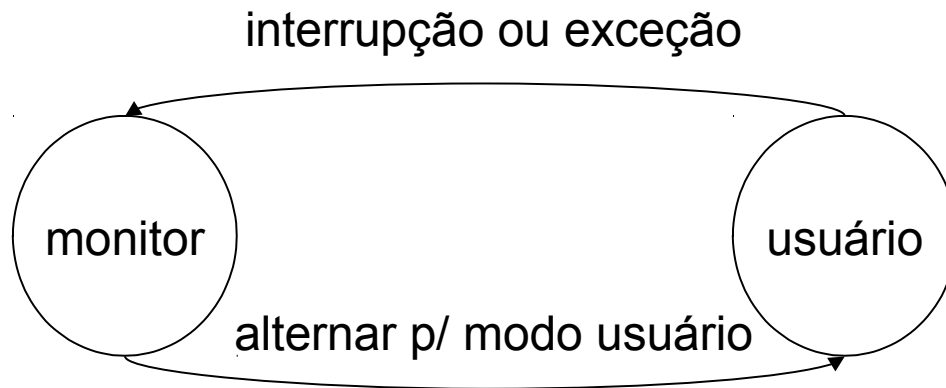 interrupção ou exceção
monitor
usuário
alternar p/ modo usuário